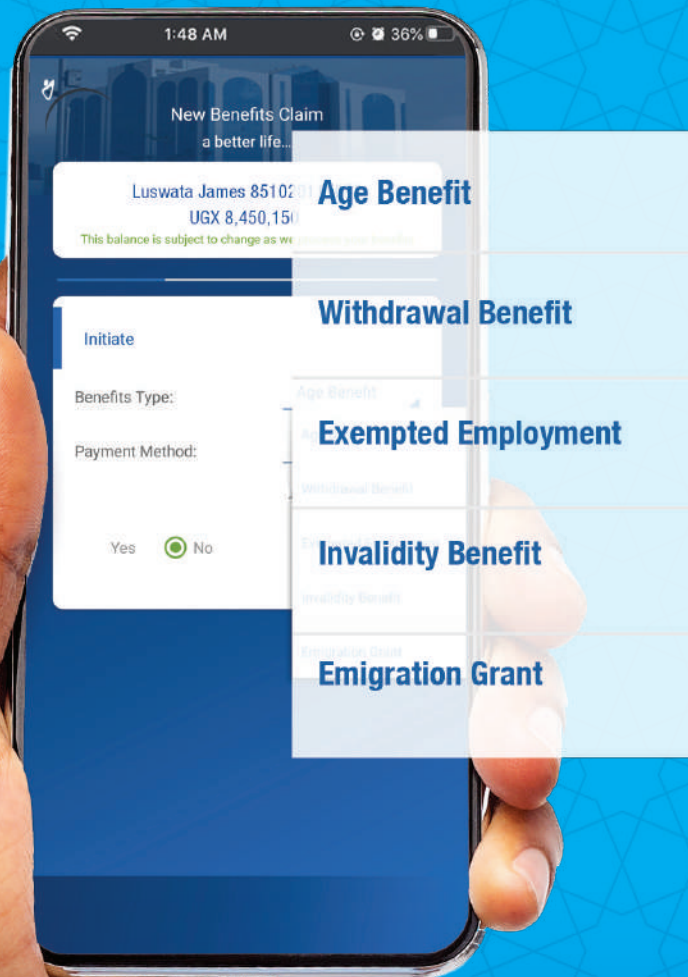 1:48 AM
36%
New Benefits Claim
a better life...
Luswata James 8510
UGX 8,450,150
This balance is subject to change as we
Initiate
Benefits Type:
Age Benefit
Payment Method:
Yes
No
Age Benefit
Withdrawal Benefit
Exempted Employment
Invalidity Benefit
Emigration Grant
Withdrawal Benefit
Invalidity Benefit
Emigration Grant